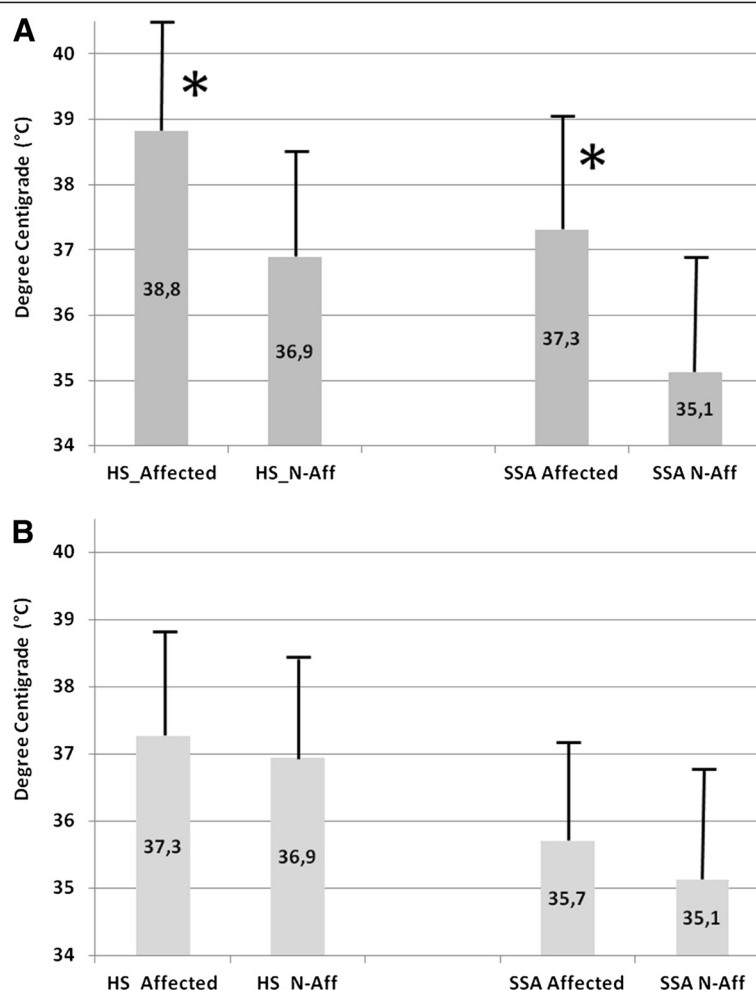 A
Degree Centigrade (°C)
40
39
38
37
36
35
34
*
*
38,8
36,9
37,3
35,1
HS_Affected
HS_N-Aff
SSA Affected
SSA N-Aff
B
Degree Centigrade (°C)
40
39
38
37
36
35
34
37,3
36,9
35,7
35,1
HS Affected
HS N-Aff
SSA Affected
SSA N-Aff